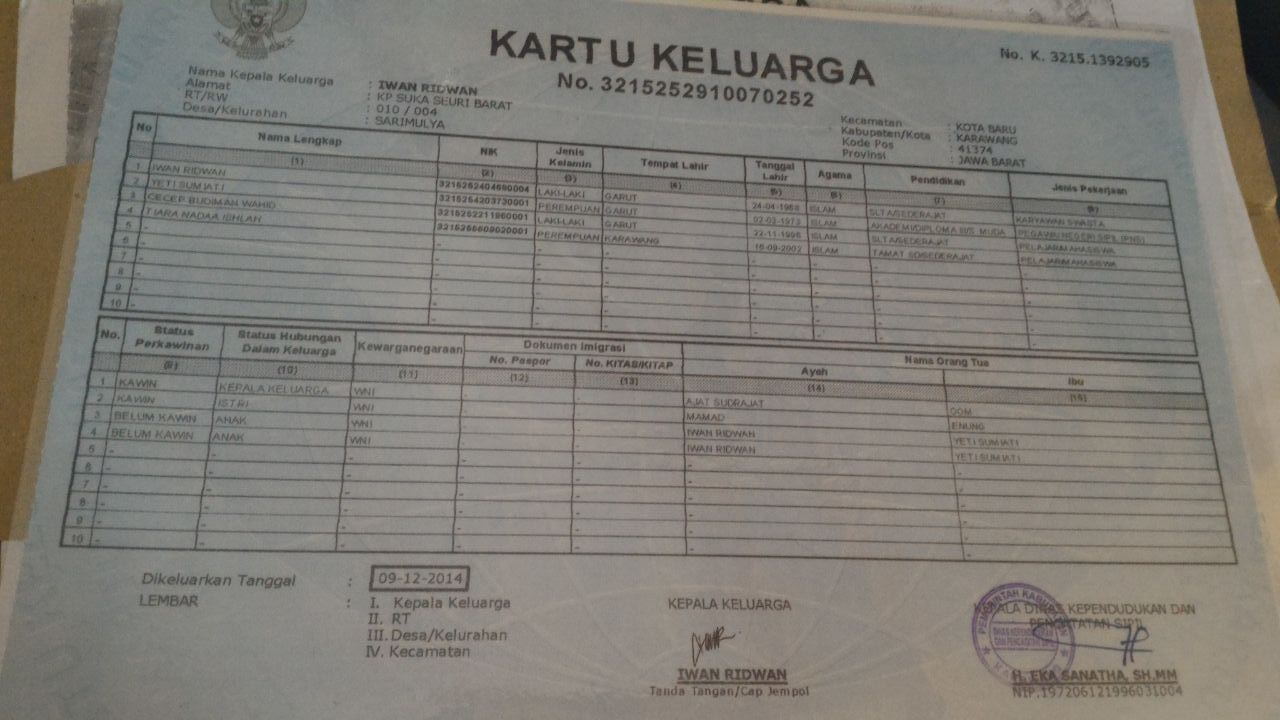 KARTU KELUARGA
No. 3215252910070252
No. K. 3215.1392905
Nama Kepala Keluarga : IWAN RIDWAN
Alamat : KP SUKA SEURI BARAT
RT/RW : 010 / 004
Desa/Kelurahan : SARIMULYA
Kecamatan : KOTA BARU
Kabupaten/Kota : KARAWANG
Kode Pos : 41374
Provinsi : JAWA BARAT
No Nama Lengkap NIK Jenis Kelamin Tempat Lahir Tanggal Lahir Agama Pendidikan Jenis Pekerjaan
(1) (2) (3) (4) (5) (6) (7) (8)
1 IWAN RIDWAN 3215252404680004 LAKI-LAKI GARUT 24-04-1968 ISLAM SLTA/SEDERAJAT KARYAWAN SWASTA
2 YETI SUMIATI 3215254203730001 PEREMPUAN GARUT 02-03-1973 ISLAM AKADEMI/DIPLOMA III/S. MUDA PEGAWAI NEGERI SIPIL (PNS)
3 CECEP BUDIMAN WAHID 3215252211960001 LAKI-LAKI GARUT 22-11-1996 ISLAM SLTA/SEDERAJAT PELAJAR/MAHASISWA
4 TIARA NADAA ISHLAH PEREMPUAN KARAWANG 16-09-2002 ISLAM TAMAT SD/SEDERAJAT PELAJAR/MAHASISWA
5 - - - - - - - -
6 - - - - - - - -
7 - - - - - - - -
8 - - - - - - - -
9 - - - - - - - -
10 - - - - - - - -
No. Status Perkawinan Status Hubungan Dalam Keluarga Kewarganegaraan Dokumen Imigrasi Nama Orang Tua
No. Paspor No. KITAS/KITAP Ayah Ibu
(9) (10) (11) (12) (13) (14) (15)
1 KAWIN KEPALA KELUARGA WNI - - AJAT SUDRAJAT OOM
2 KAWIN ISTRI WNI - - MAMAD ENUNG
3 BELUM KAWIN ANAK WNI - - IWAN RIDWAN YETI SUMIATI
4 BELUM KAWIN ANAK WNI - - IWAN RIDWAN YETI SUMIATI
5 - - - - - - -
6 - - - - - - -
7 - - - - - - -
8 - - - - - - -
9 - - - - - - -
10 - - - - - - -
Dikeluarkan Tanggal : 09-12-2014
LEMBAR : I. Kepala Keluarga
II. RT
III. Desa/Kelurahan
IV. Kecamatan
KEPALA KELUARGA
IWAN RIDWAN
Tanda Tangan/Cap Jempol
KEPALA DINAS KEPENDUDUKAN DAN
PENCATATAN SIPIL
H. EKA SANATHA, SH.MM
NIP.197206121996031004
PEMERINTAH KABUPATEN
DINAS KEPENDUDUKAN
DAN PENCATATAN SIPIL